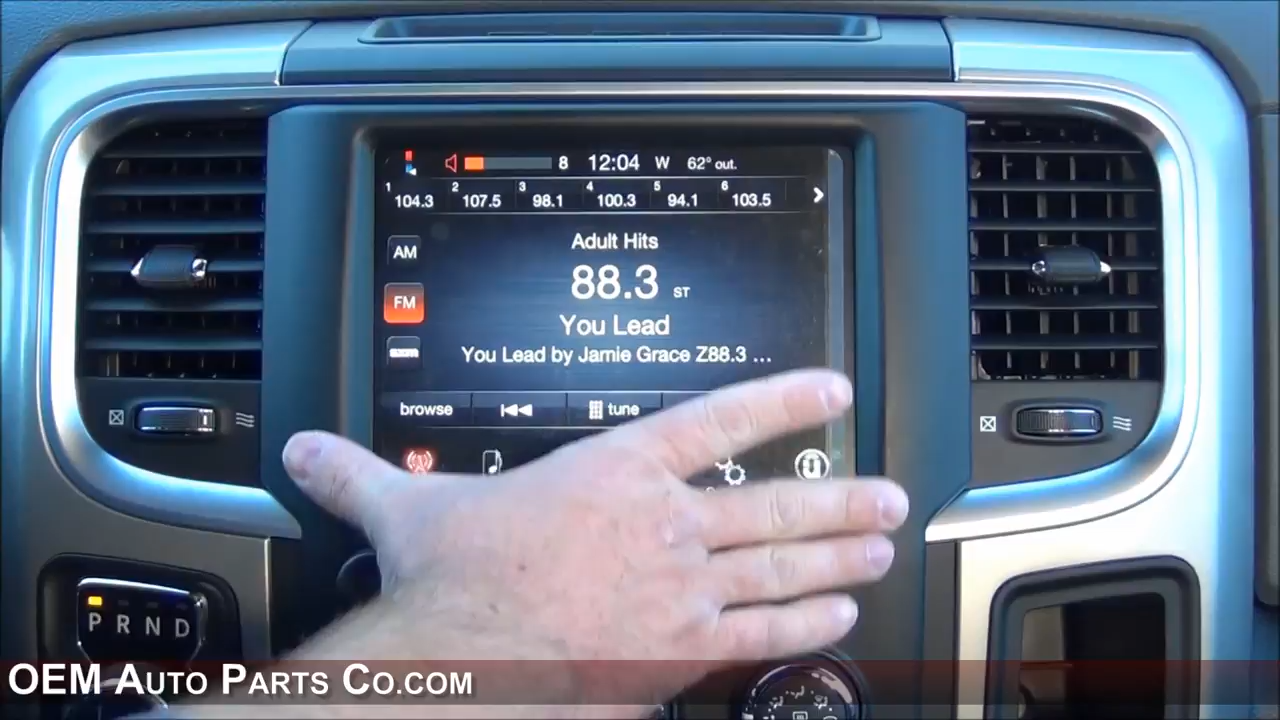 8 12:04 W 62° out.
1 2 3 4 5 6
104.3 107.5 98.1 100.3 94.1 103.5
Adult Hits
AM
88.3 ST
FM
You Lead
You Lead by Jamie Grace Z88.3 ...
browse tune
P R N D
OEM AUTO PARTS CO.COM